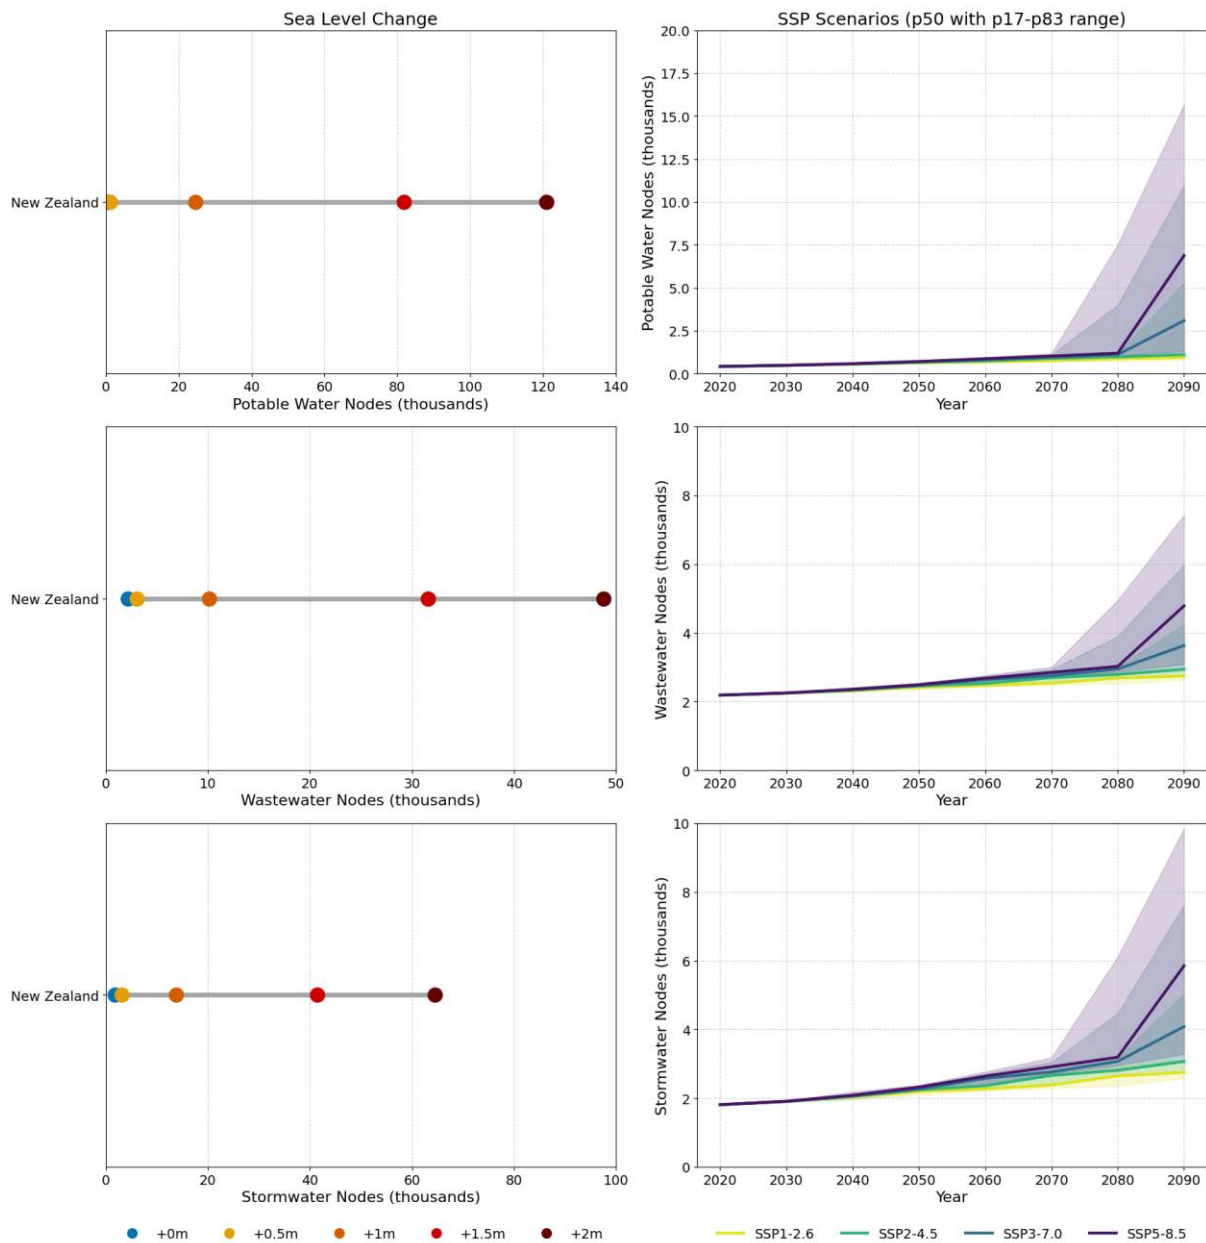 Sea Level Change
New Zealand
0 20 40 60 80 100 120 140
Potable Water Nodes (thousands)
SSP Scenarios (p50 with p17-p83 range)
Potable Water Nodes (thousands)
20.0
17.5
15.0
12.5
10.0
7.5
5.0
2.5
0.0
2020 2030 2040 2050 2060 2070 2080 2090
Year
New Zealand
0 10 20 30 40 50
Wastewater Nodes (thousands)
Wastewater Nodes (thousands)
10
8
6
4
2
0
2020 2030 2040 2050 2060 2070 2080 2090
Year
New Zealand
0 20 40 60 80 100
Stormwater Nodes (thousands)
Stormwater Nodes (thousands)
10
8
6
4
2
0
2020 2030 2040 2050 2060 2070 2080 2090
Year
+0m +0.5m +1m +1.5m +2m
SSP1-2.6 SSP2-4.5 SSP3-7.0 SSP5-8.5